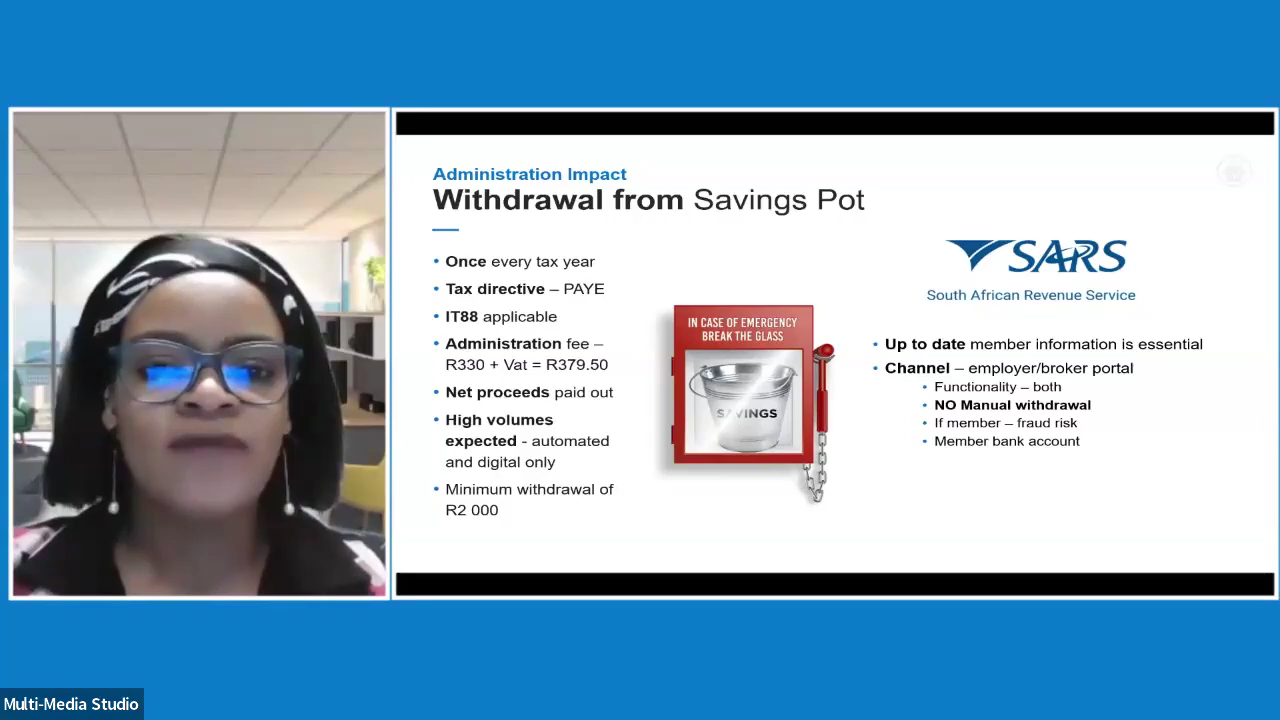 Administration Impact
Withdrawal from Savings Pot
• Once every tax year
• Tax directive – PAYE
• IT88 applicable
• Administration fee –
R330 + Vat = R379.50
• Net proceeds paid out
• High volumes
expected - automated
and digital only
• Minimum withdrawal of
R2 000
IN CASE OF EMERGENCY
BREAK THE GLASS
SAVINGS
SARS
South African Revenue Service
• Up to date member information is essential
• Channel – employer/broker portal
• Functionality – both
• NO Manual withdrawal
• If member – fraud risk
• Member bank account
Multi-Media Studio